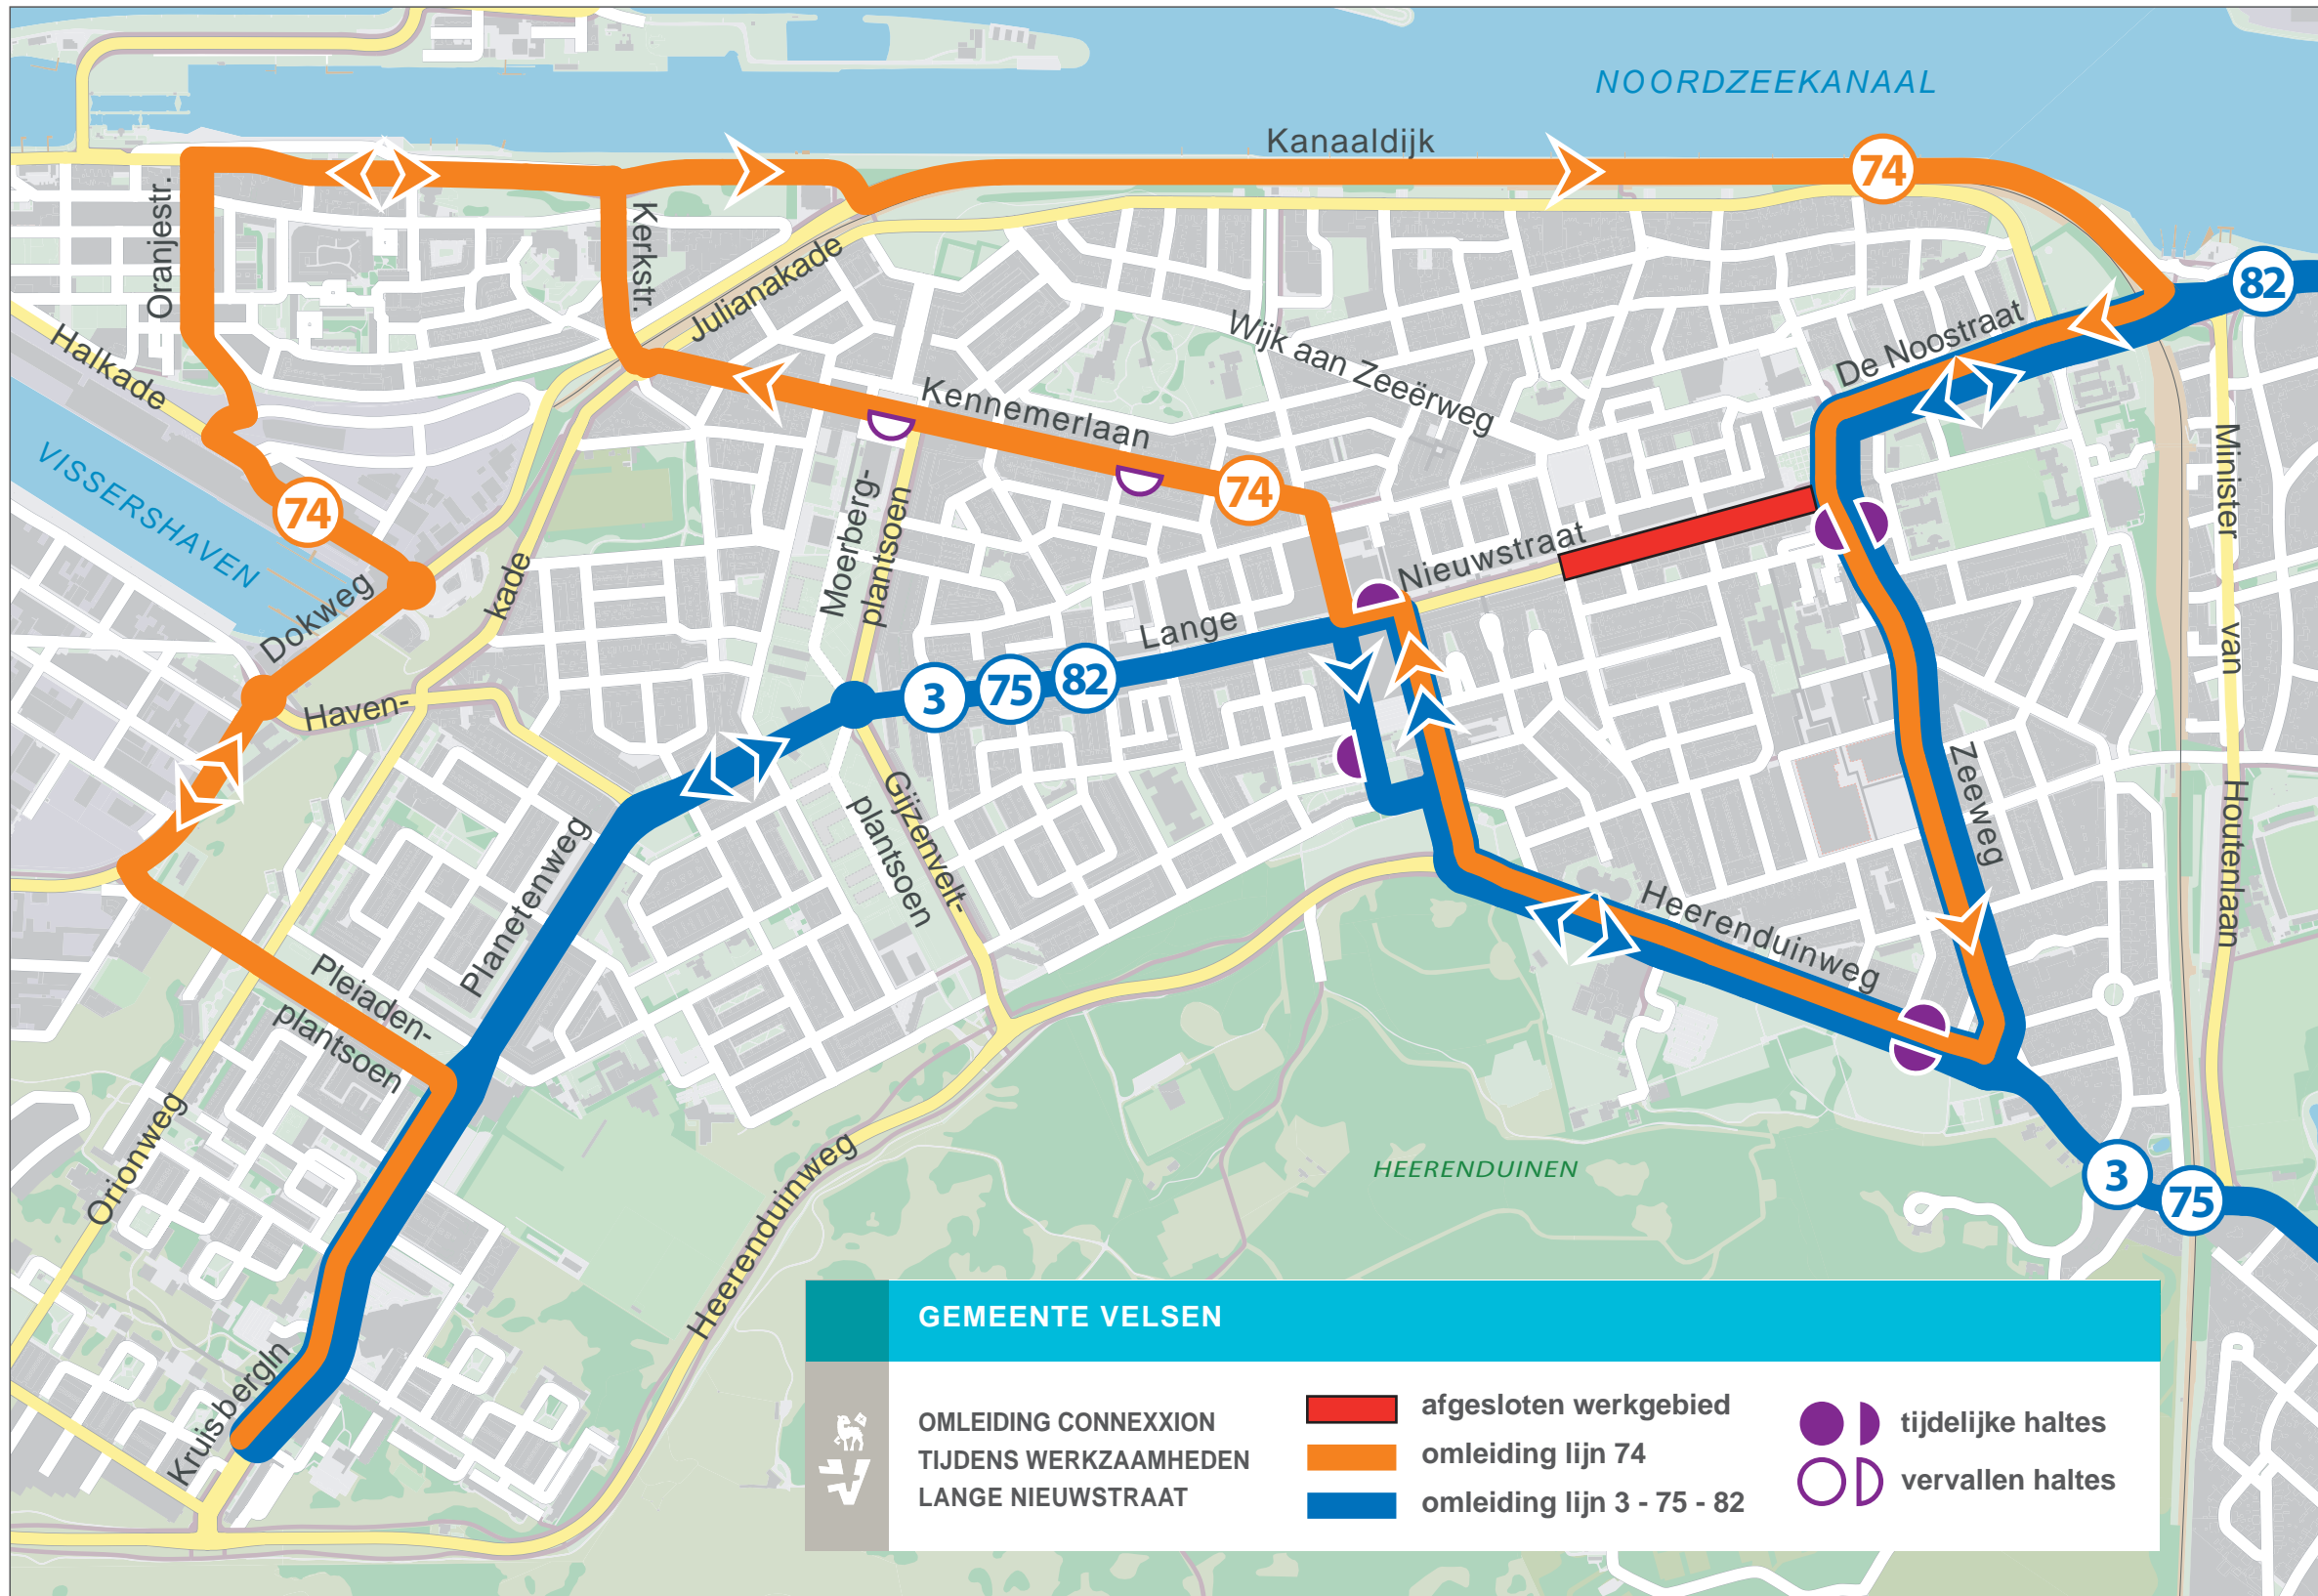 NOORDZEEKANAAL
Kanaaldijk
74
Oranjestr.
Kerkstr.
Julianakade
82
Halkade
Wijk aan Zeeërweg
De Noostraat
Kennemerlaan
VISSERSHAVEN
74
74
Minister
van
Houtenlaan
Moerberg-
plantsoen
Nieuwstraat
Lange
Dokweg
kade
Haven-
3
75
82
Gijzenvelt-
plantsoen
Zeeweg
Planetenweg
Heerenduinweg
Pleiaden-
plantsoen
Orionweg
Heerenduinweg
HEERENDUINEN
3
75
Kruisbergln
GEMEENTE VELSEN
OMLEIDING CONNEXXION
TIJDENS WERKZAAMHEDEN
LANGE NIEUWSTRAAT
afgesloten werkgebied
omleiding lijn 74
omleiding lijn 3 - 75 - 82
tijdelijke haltes
vervallen haltes